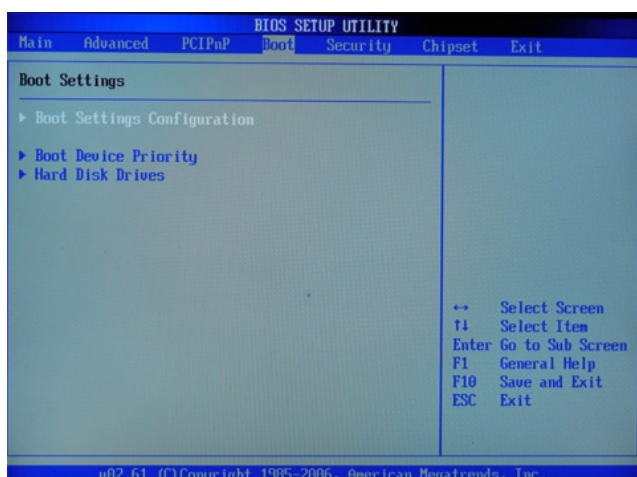 BIOS SETUP UTILITY
Main Advanced PCIPnP Boot Security Chipset Exit
Boot Settings
▶ Boot Settings Configuration
▶ Boot Device Priority
▶ Hard Disk Drives
↔ Select Screen
↑↓ Select Item
Enter Go to Sub Screen
F1 General Help
F10 Save and Exit
ESC Exit
v02.61 (C)Copyright 1985-2006, American Megatrends, Inc.